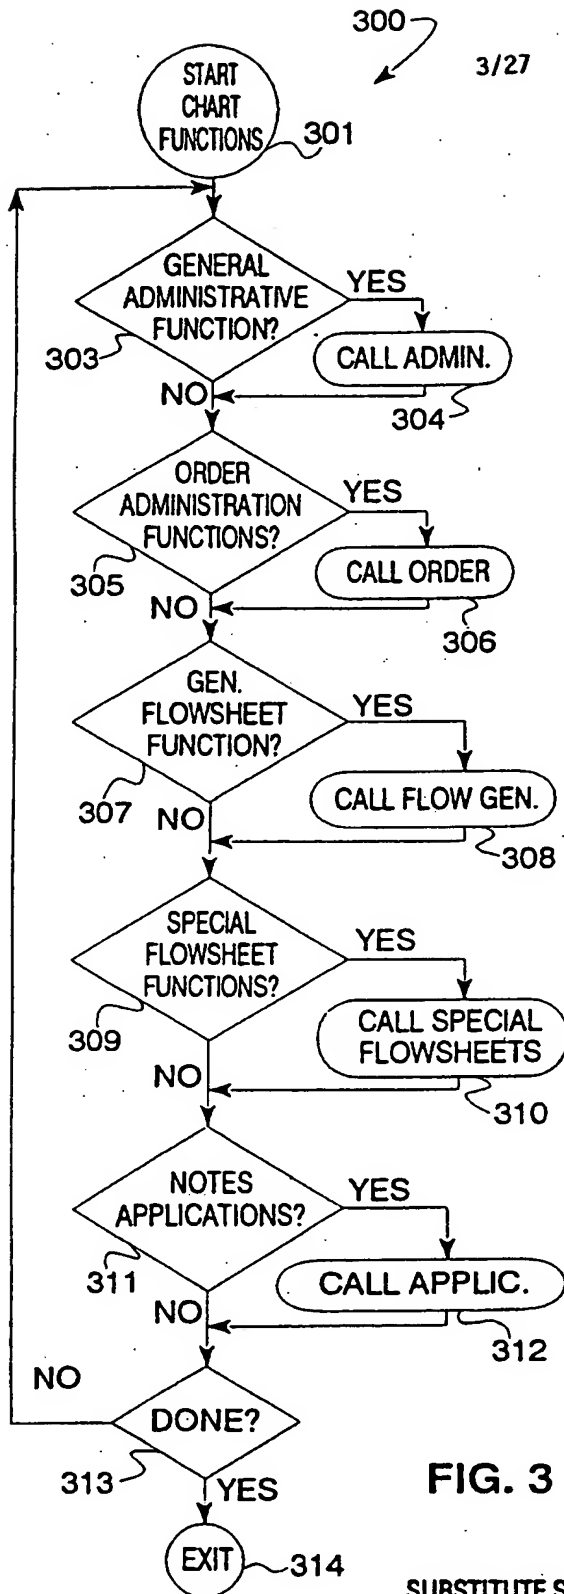 300
3/27
START
CHART
FUNCTIONS
301
GENERAL
ADMINISTRATIVE
FUNCTION?
YES
303
CALL ADMIN.
NO
304
ORDER
ADMINISTRATION
FUNCTIONS?
YES
305
CALL ORDER
NO
306
GEN.
FLOWSHEET
FUNCTION?
YES
307
CALL FLOW GEN.
NO
308
SPECIAL
FLOWSHEET
FUNCTIONS?
YES
309
CALL SPECIAL
FLOWSHEETS
NO
310
NOTES
APPLICATIONS?
YES
311
CALL APPLIC.
NO
312
NO
DONE?
313
YES
FIG. 3
EXIT
314
SUBSTITUTE S